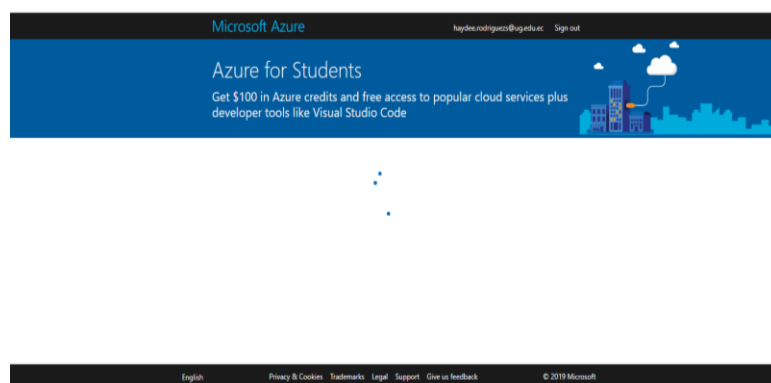 Microsoft Azure haydee.rodriguezs@ug.edu.ec Sign out
Azure for Students
Get $100 in Azure credits and free access to popular cloud services plus
developer tools like Visual Studio Code
English Privacy & Cookies Trademarks Legal Support Give us feedback © 2019 Microsoft